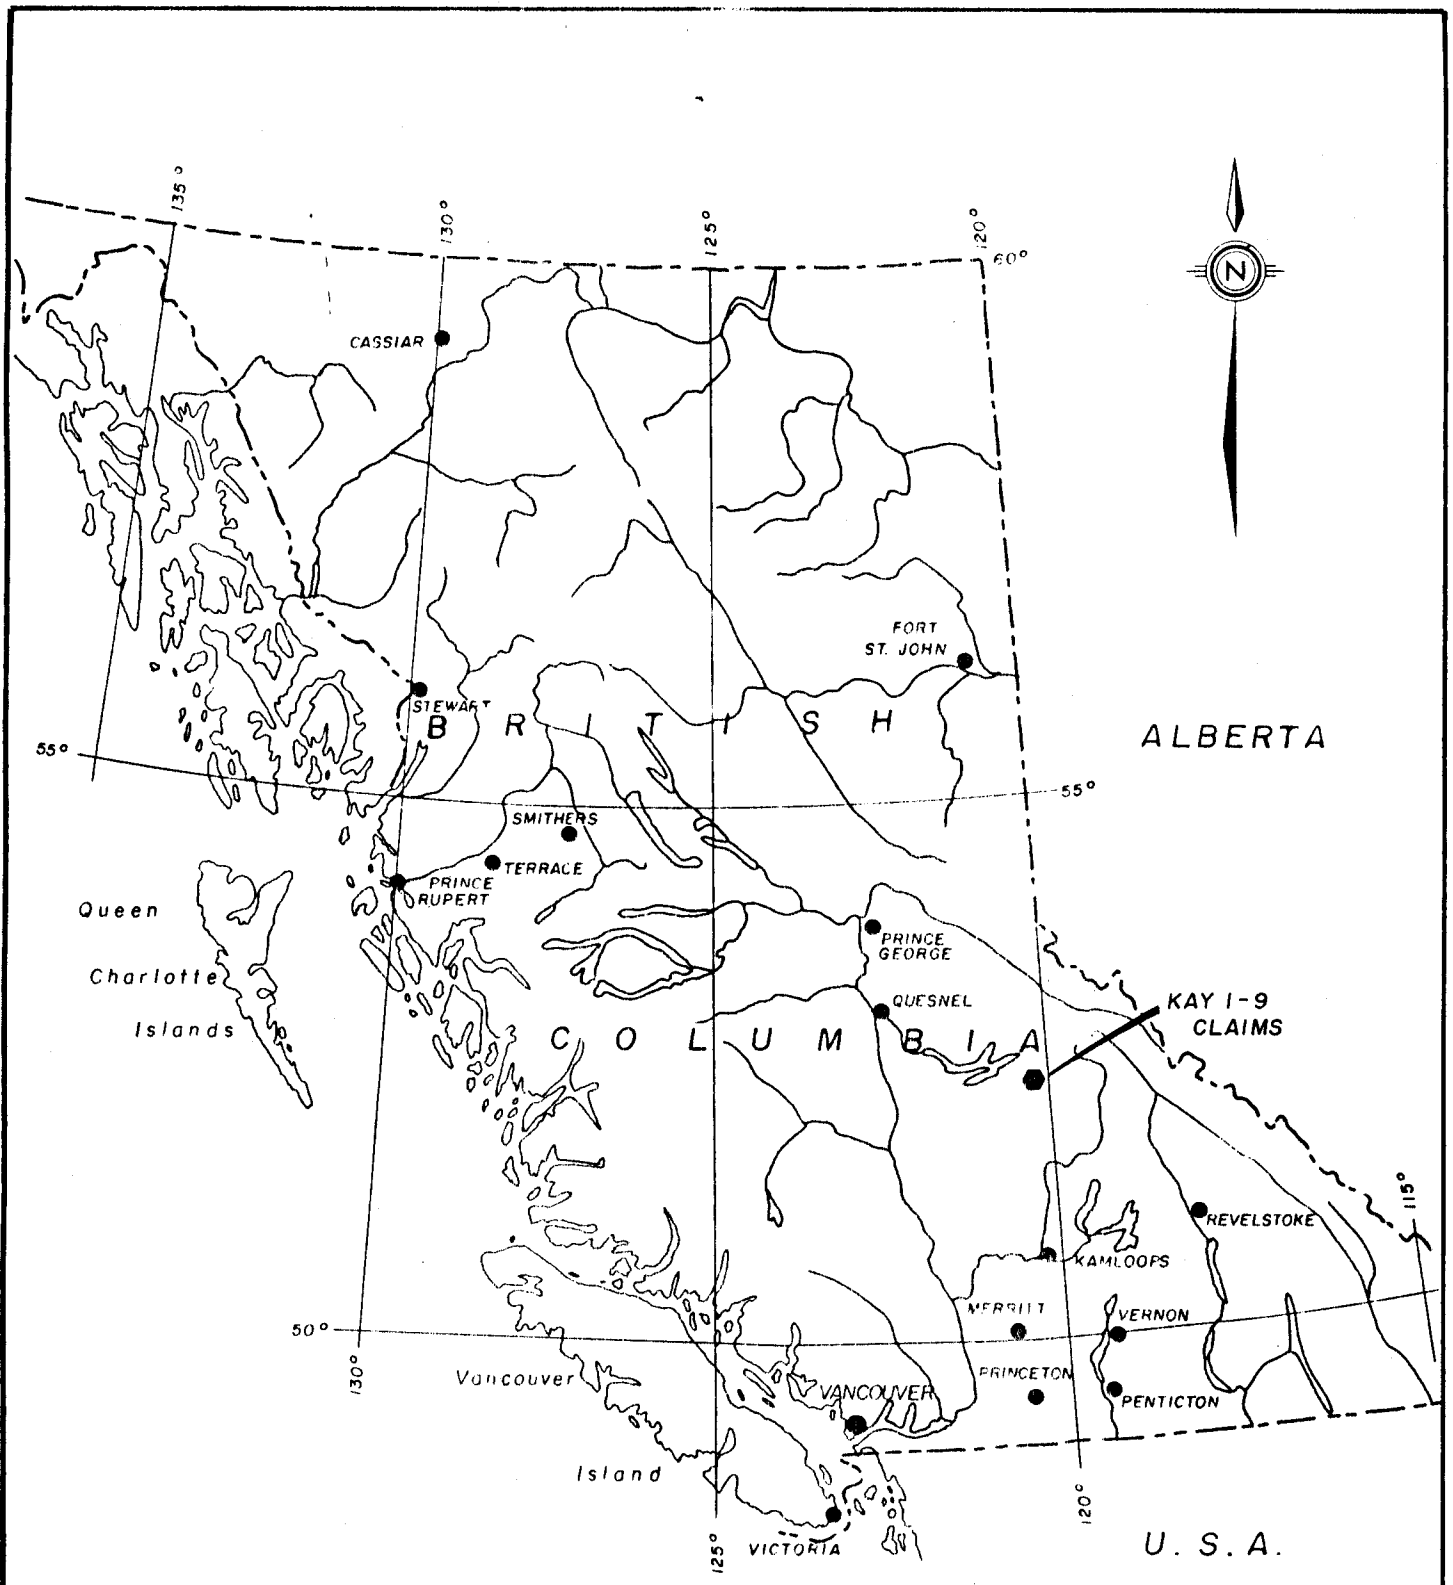 135°
130°
125°
120°
60°
N
CASSIAR
FORT
ST. JOHN
STEWART
BRITISH
ALBERTA
55°
55°
SMITHERS
TERRACE
PRINCE
RUPERT
Queen
Charlotte
Islands
PRINCE
GEORGE
QUESNEL
KAY 1-9
CLAIMS
COLUMBIA
115°
REVELSTOKE
KAMLOOPS
MERRITT
VERNON
50°
130°
Vancouver
Island
PRINCETON
VANCOUVER
PENTICTON
120°
125°
VICTORIA
U. S. A.